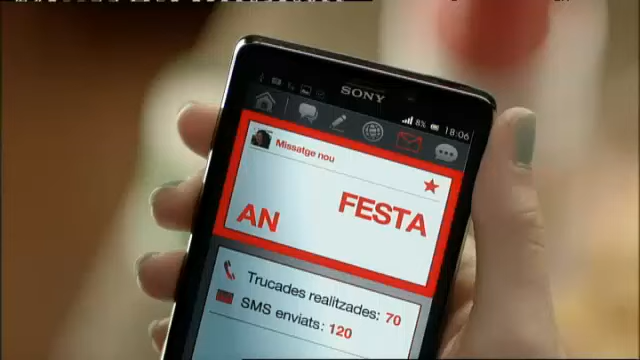 SONY
8% 18:06
Missatge nou
FESTA
AN
Trucades realitzades: 70
SMS enviats: 120